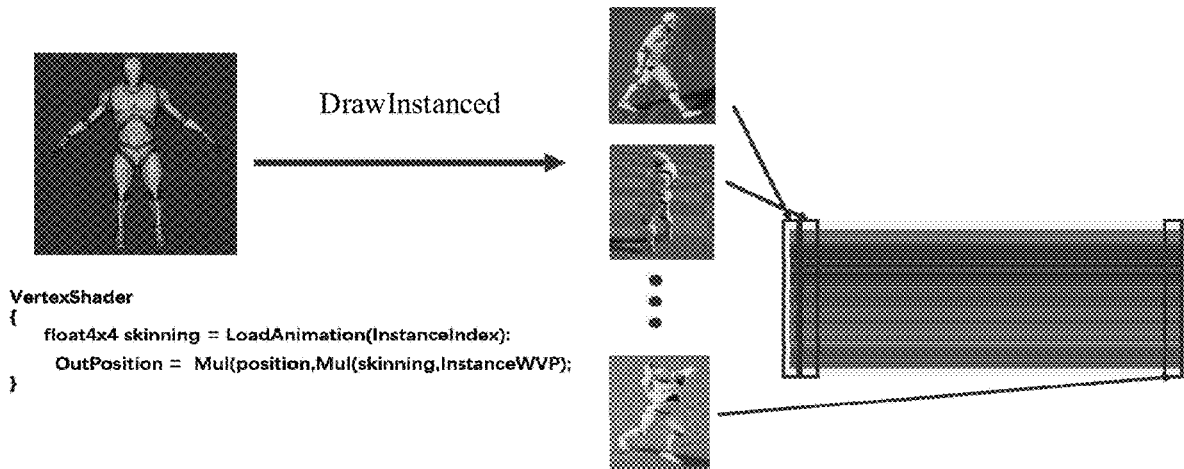 DrawInstanced
VertexShader
{
float4x4 skinning = LoadAnimation(InstanceIndex):
OutPosition = Mul(position,Mul(skinning,InstanceWVP);
}